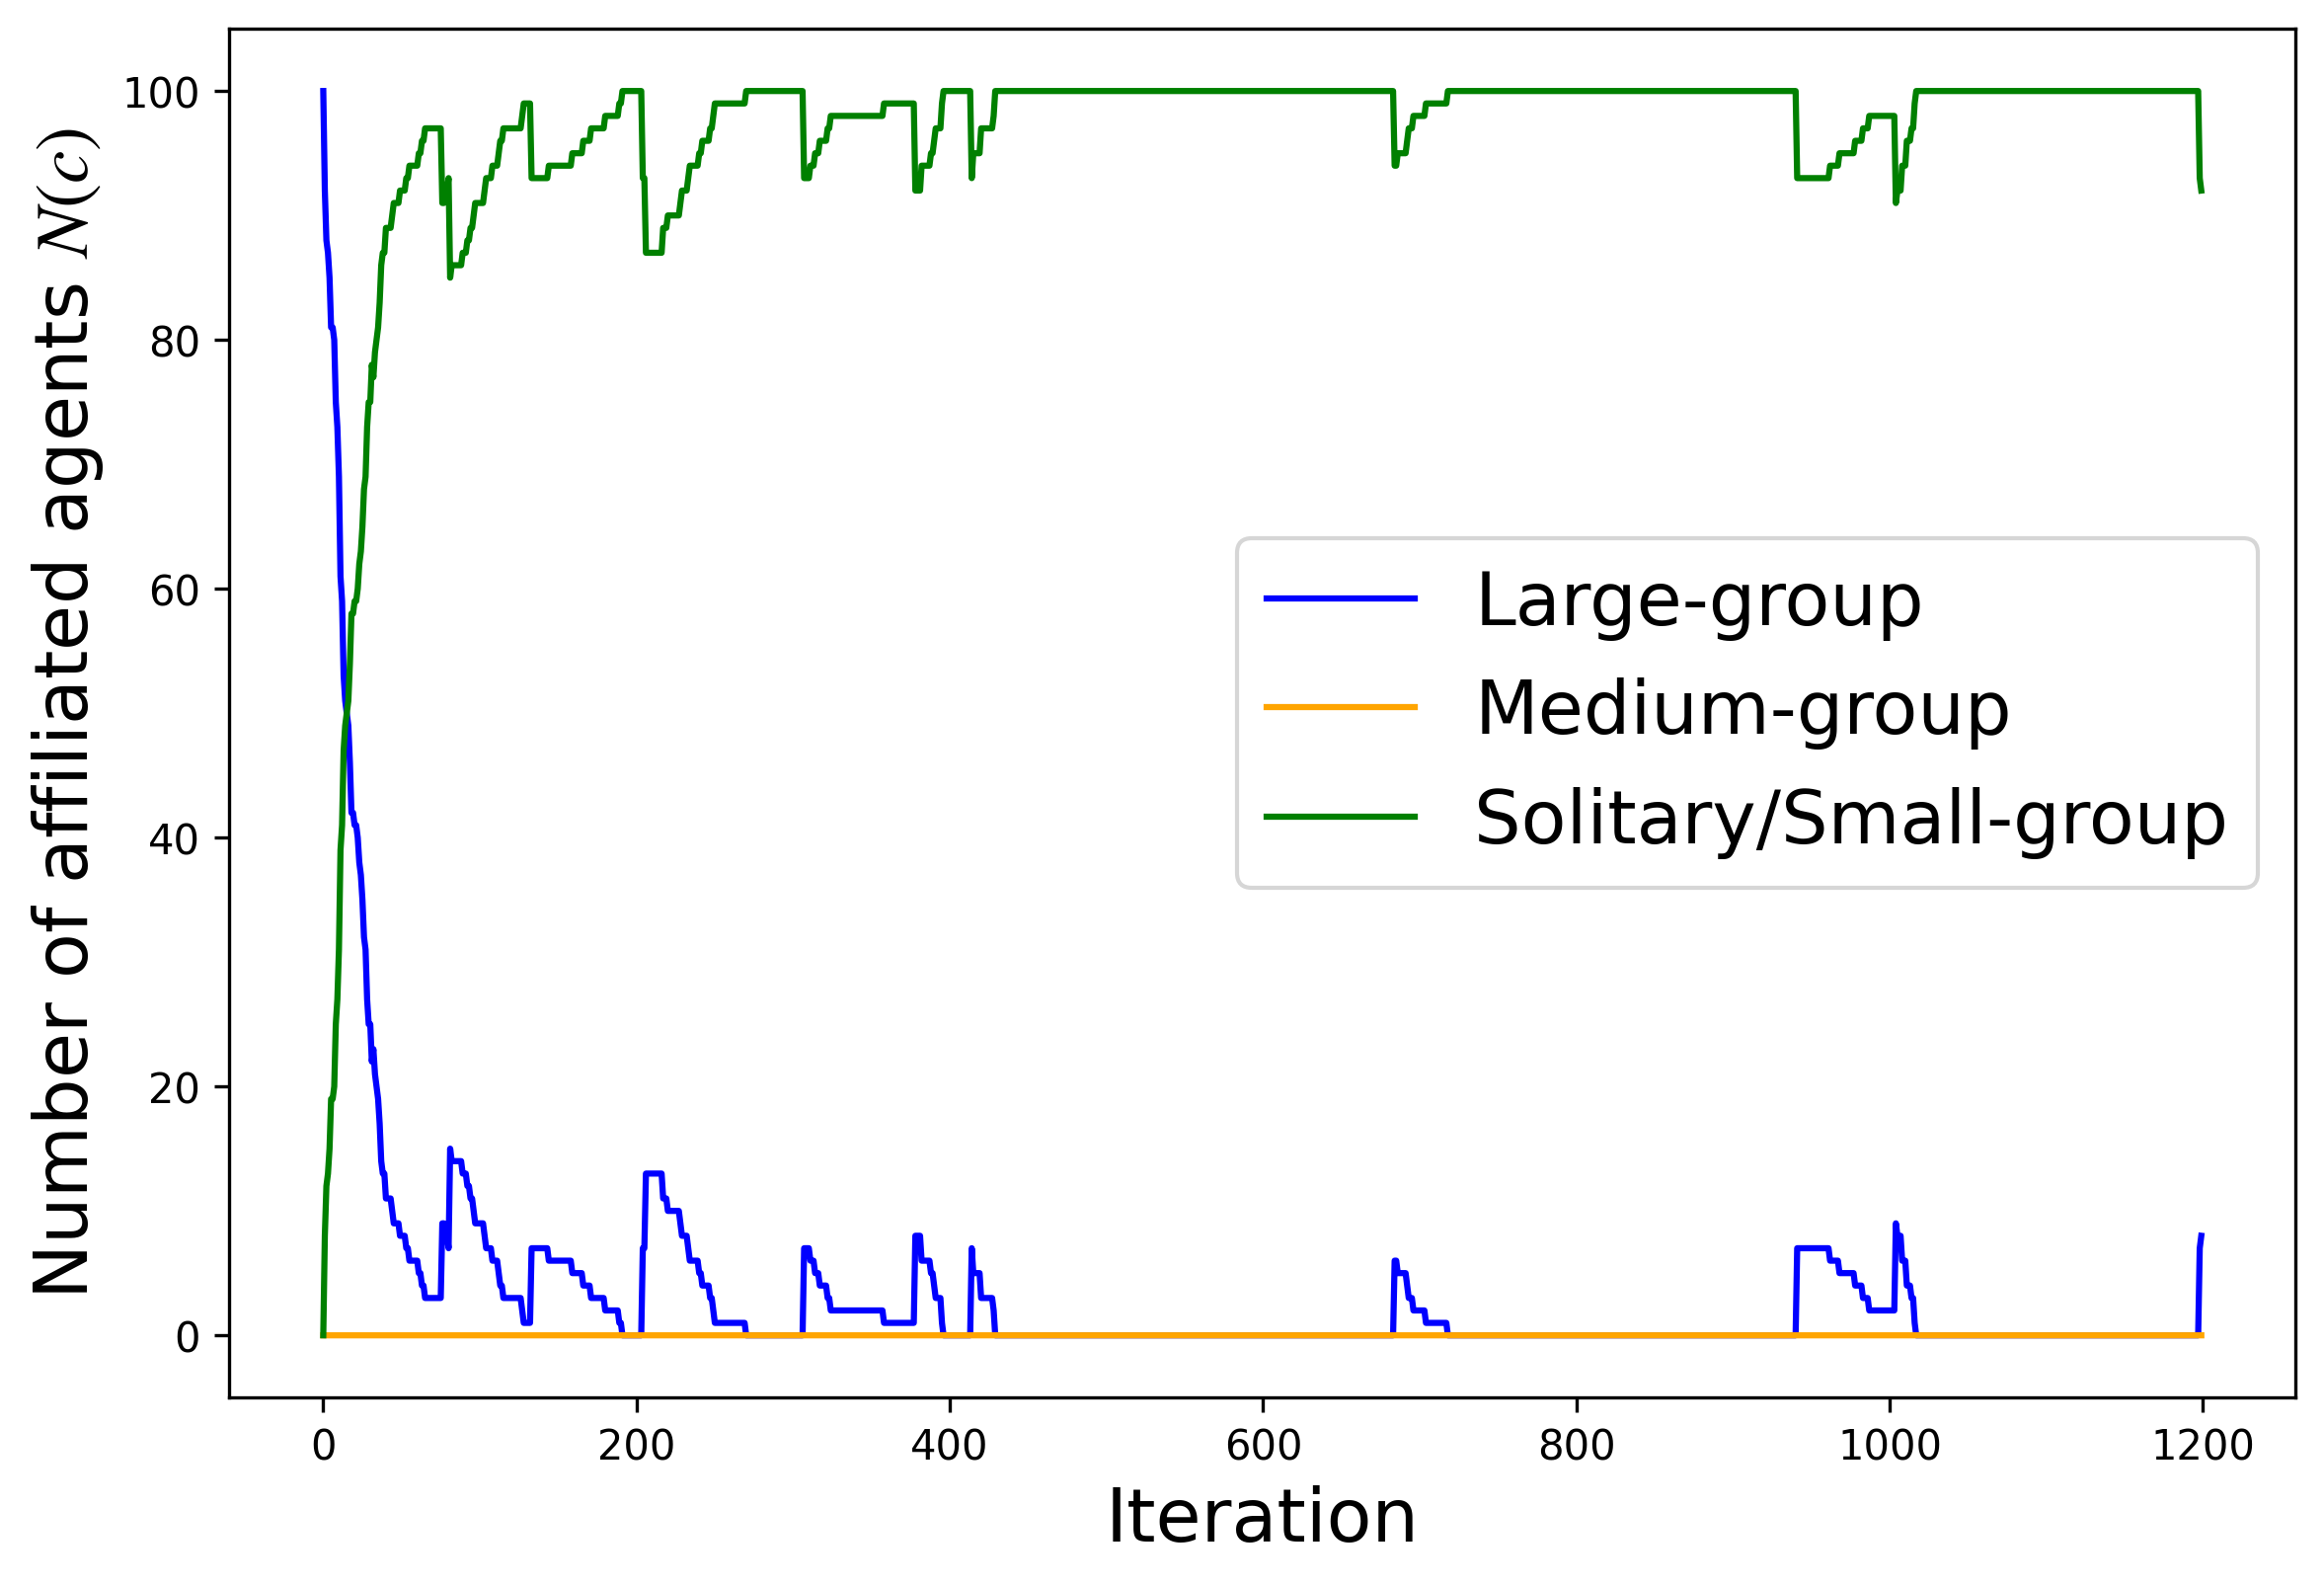 Number of affiliated agents N(c)
100
80
60
40
20
0
Large-group
Medium-group
Solitary/Small-group
0 200 400 600 800 1000 1200
Iteration